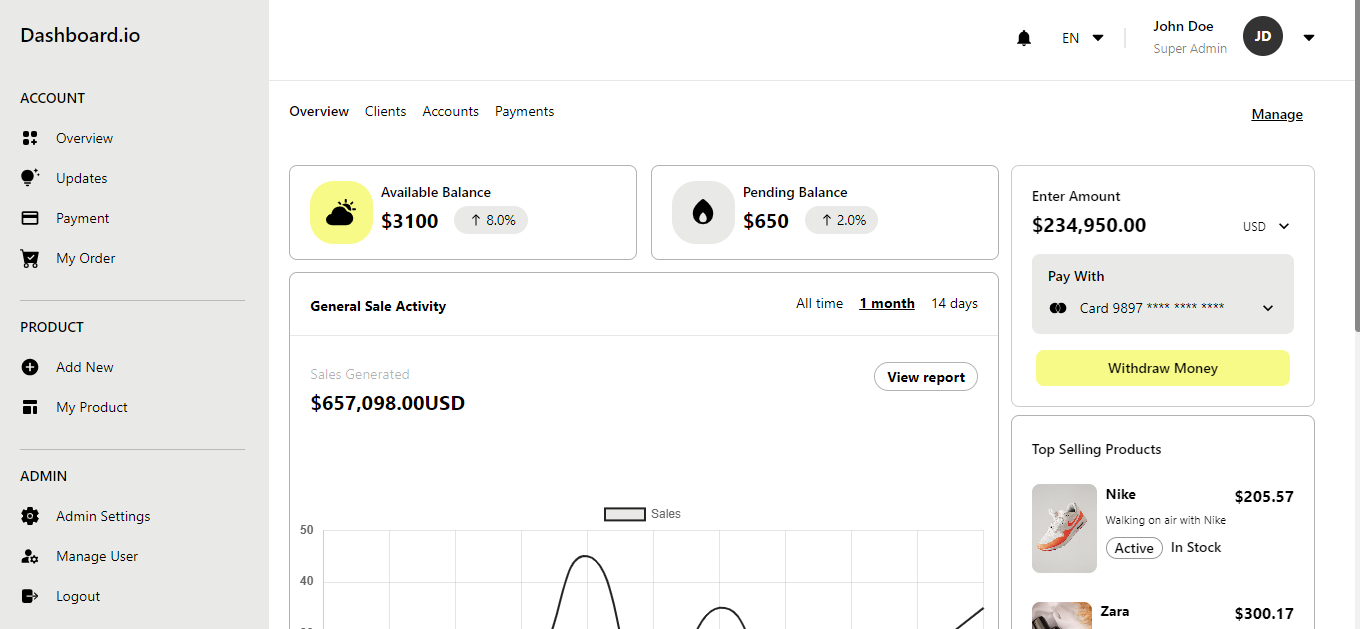 Dashboard.io
ACCOUNT
Overview
Updates
Payment
My Order
PRODUCT
Add New
My Product
ADMIN
Admin Settings
Manage User
Logout
EN
John Doe
Super Admin
JD
Overview Clients Accounts Payments
Manage
Available Balance
$3100 ↑ 8.0%
Pending Balance
$650 ↑ 2.0%
General Sale Activity
All time 1 month 14 days
Sales Generated
$657,098.00USD
View report
Sales
50
40
Enter Amount
$234,950.00 USD
Pay With
Card 9897 **** **** ****
Withdraw Money
Top Selling Products
Nike $205.57
Walking on air with Nike
Active In Stock
Zara $300.17